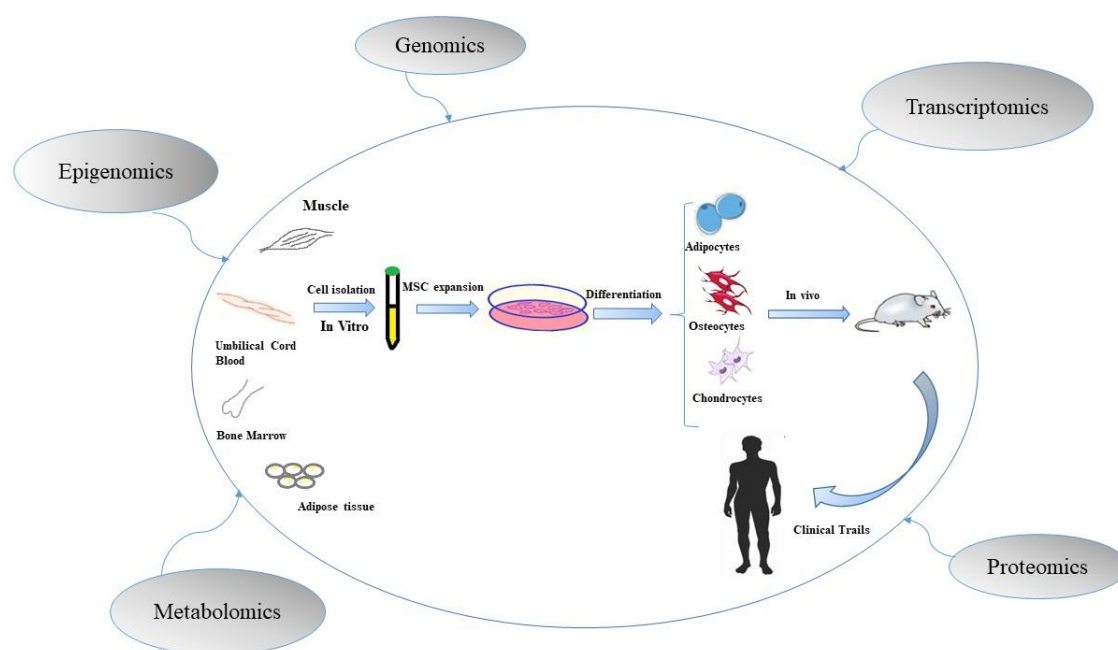 Genomics
Transcriptomics
Epigenomics
Muscle
Adipocytes
Cell isolation
In Vitro
MSC expansion
Differentiation
In vivo
Osteocytes
Umbilical Cord
Blood
Chondrocytes
Bone Marrow
Adipose tissue
Clinical Trails
Proteomics
Metabolomics